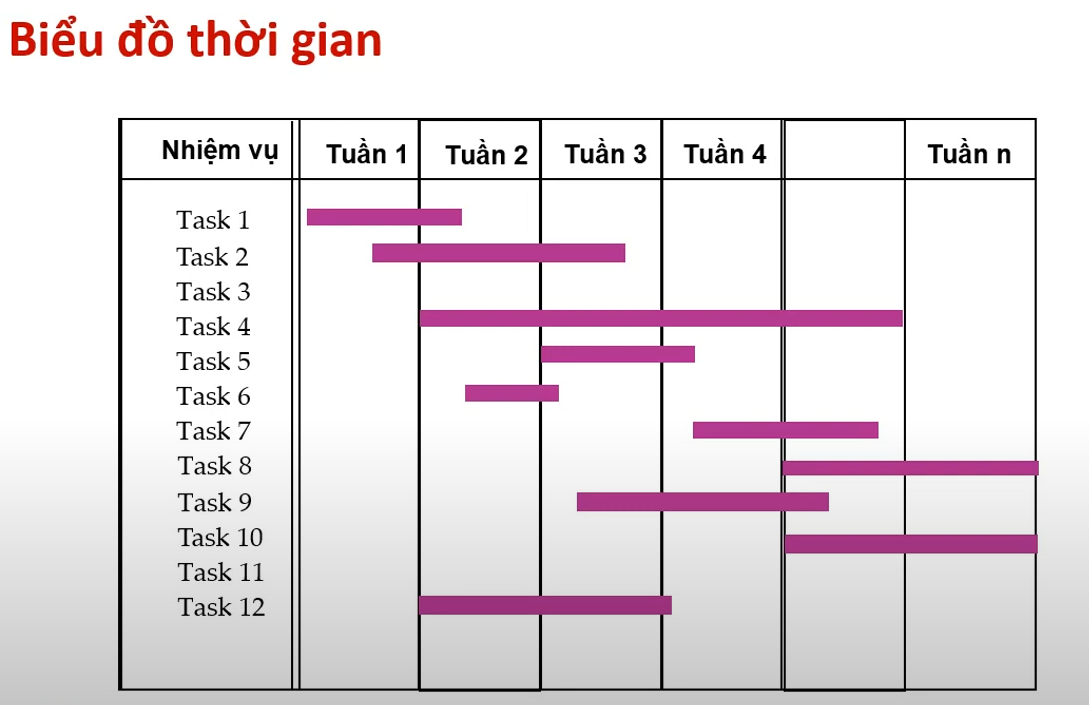 Biểu đồ thời gian
Nhiệm vụ Tuần 1 Tuần 2 Tuần 3 Tuần 4 Tuần n
Task 1
Task 2
Task 3
Task 4
Task 5
Task 6
Task 7
Task 8
Task 9
Task 10
Task 11
Task 12